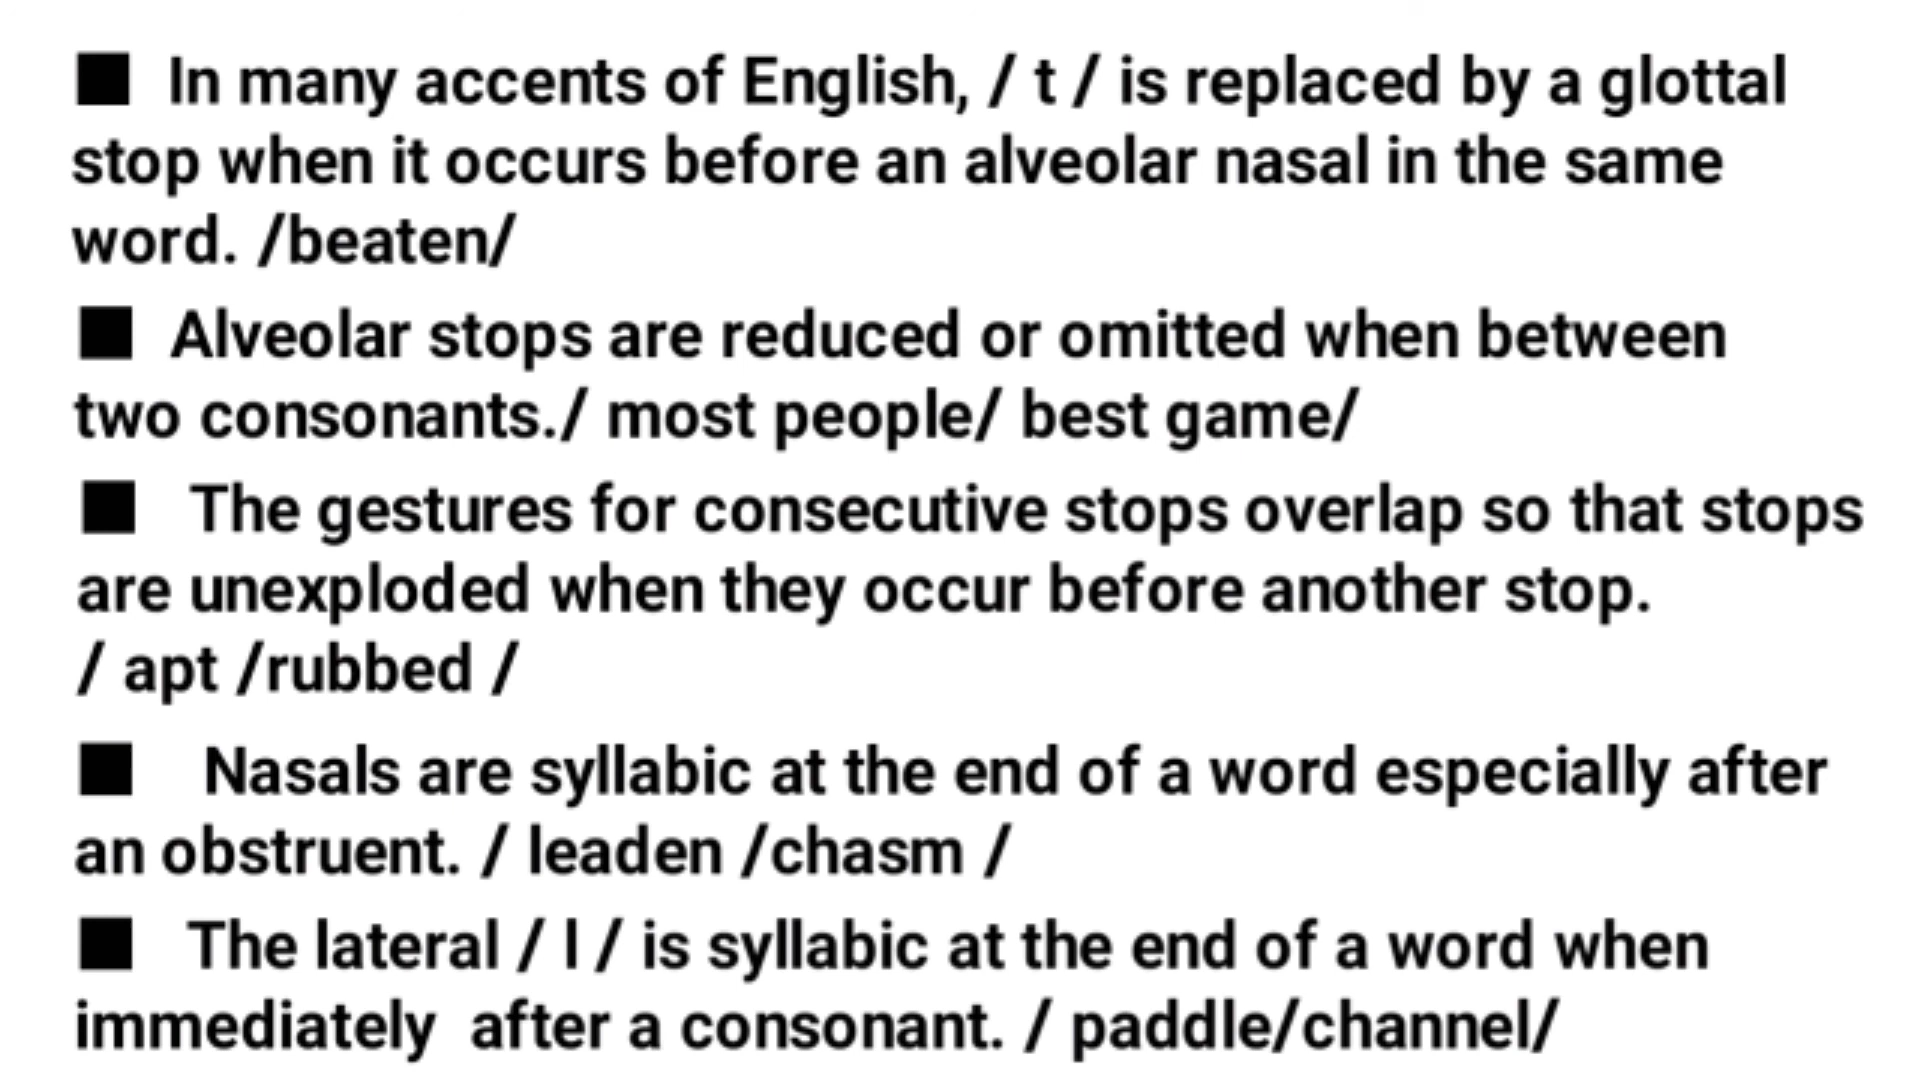 ■ In many accents of English, / t / is replaced by a glottal
stop when it occurs before an alveolar nasal in the same
word. /beaten/
■ Alveolar stops are reduced or omitted when between
two consonants./ most people/ best game/
■ The gestures for consecutive stops overlap so that stops
are unexploded when they occur before another stop.
/ apt /rubbed /
■ Nasals are syllabic at the end of a word especially after
an obstruent. / leaden /chasm /
■ The lateral / l / is syllabic at the end of a word when
immediately  after a consonant. / paddle/channel/